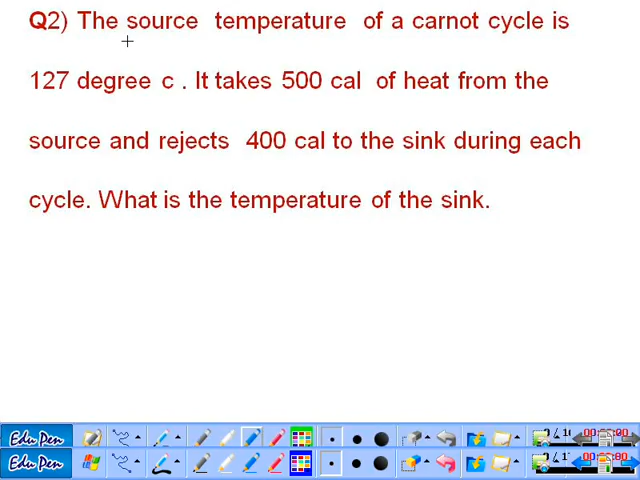 Q2) The source temperature of a carnot cycle is
127 degree c . It takes 500 cal of heat from the
source and rejects 400 cal to the sink during each
cycle. What is the temperature of the sink.
Edu Pen
Edu Pen